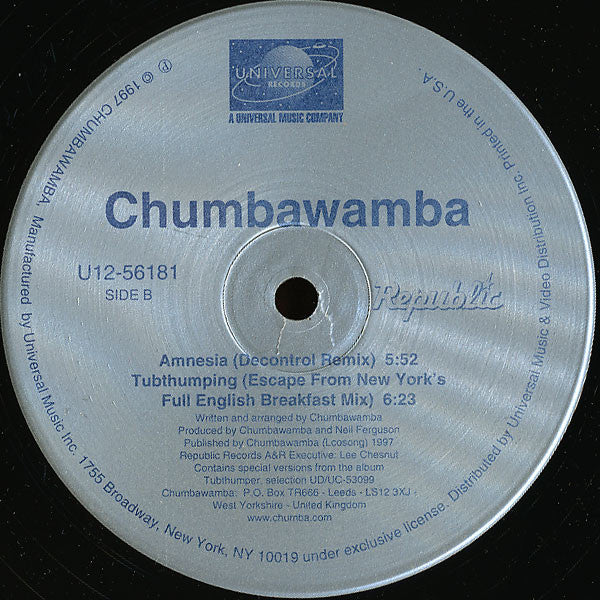 UNIVERSAL
RECORDS
A UNIVERSAL MUSIC COMPANY
Chumbawamba
U12-56181
SIDE B
Republic
Amnesia (Decontrol Remix) 5:52
Tubthumping (Escape From New York's
Full English Breakfast Mix) 6:23
Written and arranged by Chumbawamba
Produced by Chumbawamba and Neil Ferguson
Published by Chumbawamba (Lcosong) 1997
Republic Records A&R Executive: Lee Chesnut
Contains special versions from the album
Tubthumper, selection UD/UC-53099
Chumbawamba: P.O. Box TR666 - Leeds - LS12 3XJ -
West Yorkshire - United Kingdom
www.chumba.com
℗ © 1997 CHUMBAWAMBA. Manufactured by Universal Music Inc. 1755 Broadway, New York, NY 10019 under exclusive license. Distributed by Universal Music & Video Distribution Inc. Printed in the U.S.A.